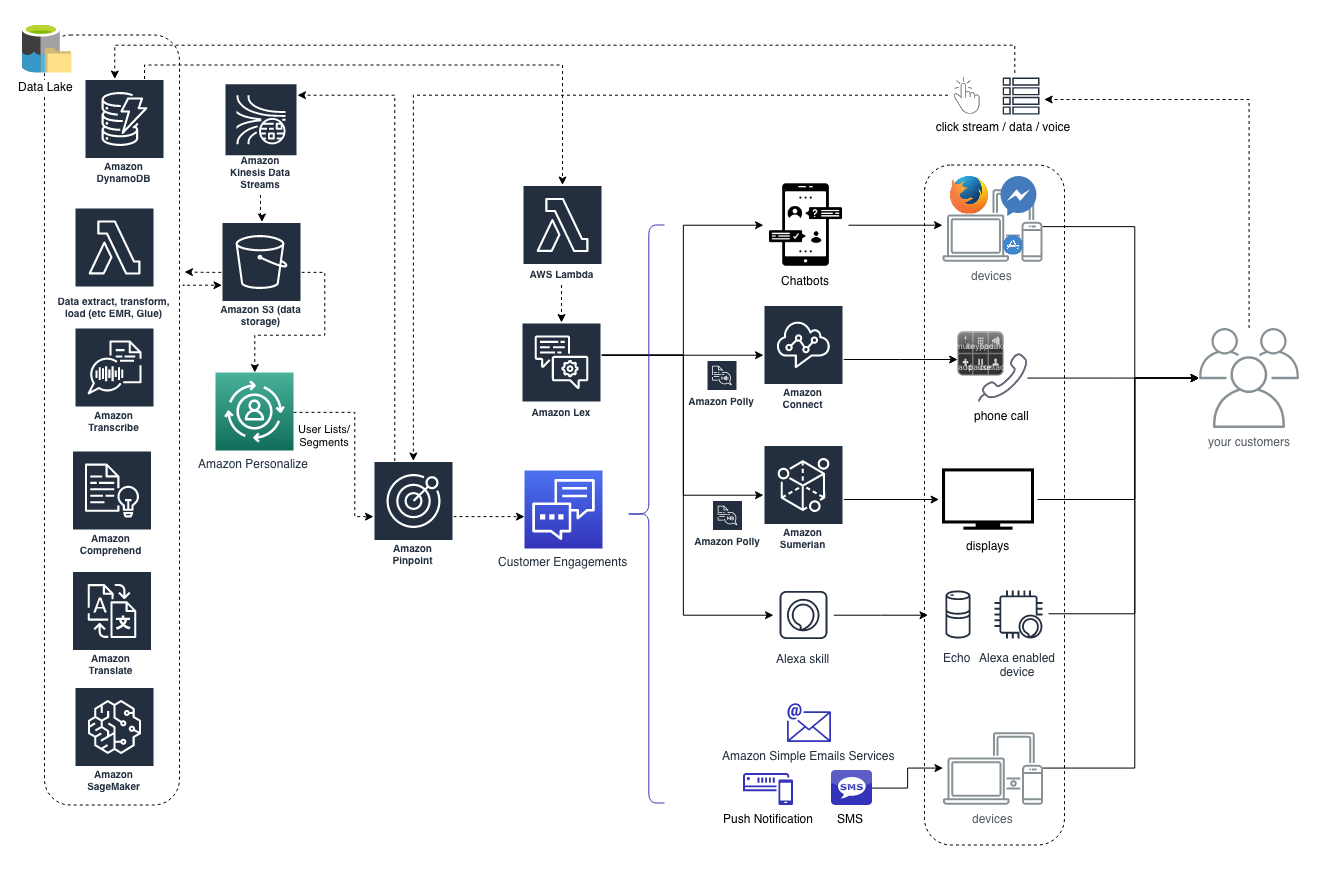 Data Lake
Amazon
DynamoDB
Data extract, transform,
load (etc EMR, Glue)
Amazon
Transcribe
Amazon
Comprehend
A
文
Amazon
Translate
Amazon
SageMaker
Amazon
Kinesis Data
Streams
Amazon S3 (data
storage)
Amazon Personalize
User Lists/
Segments
Amazon
Pinpoint
AWS Lambda
Amazon Lex
Customer Engagements
?
Chatbots
Amazon Polly
Amazon
Connect
Amazon Polly
Amazon
Sumerian
Alexa skill
@
Amazon Simple Emails Services
Push Notification
SMS
SMS
click stream / data / voice
devices
phone call
displays
Echo
Alexa enabled
device
devices
your customers